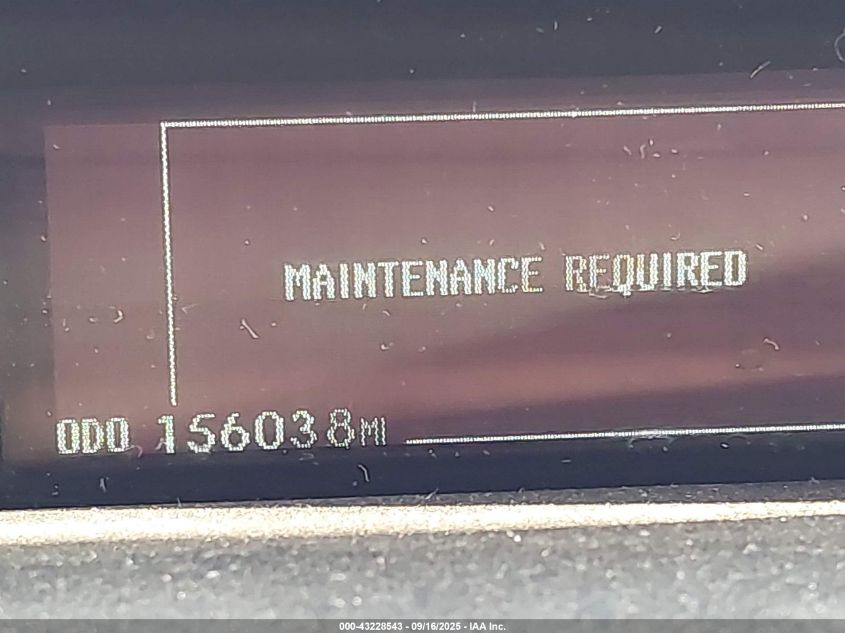 MAINTENANCE REQUIRED
ODO 156038MI
000-43228543 - 09/16/2025 - IAA Inc.